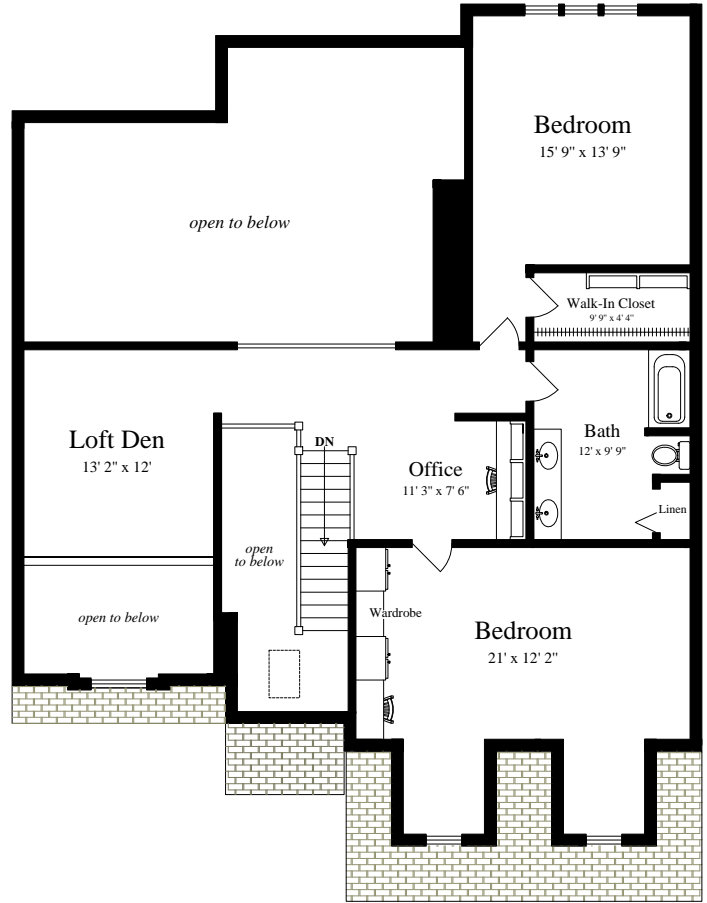 Bedroom
15' 9" x 13' 9"
open to below
Walk-In Closet
9' 9" x 4' 4"
Loft Den
13' 2" x 12'
DN
Office
11' 3" x 7' 6"
Bath
12' x 9' 9"
Linen
open
to below
open to below
Wardrobe
Bedroom
21' x 12' 2"